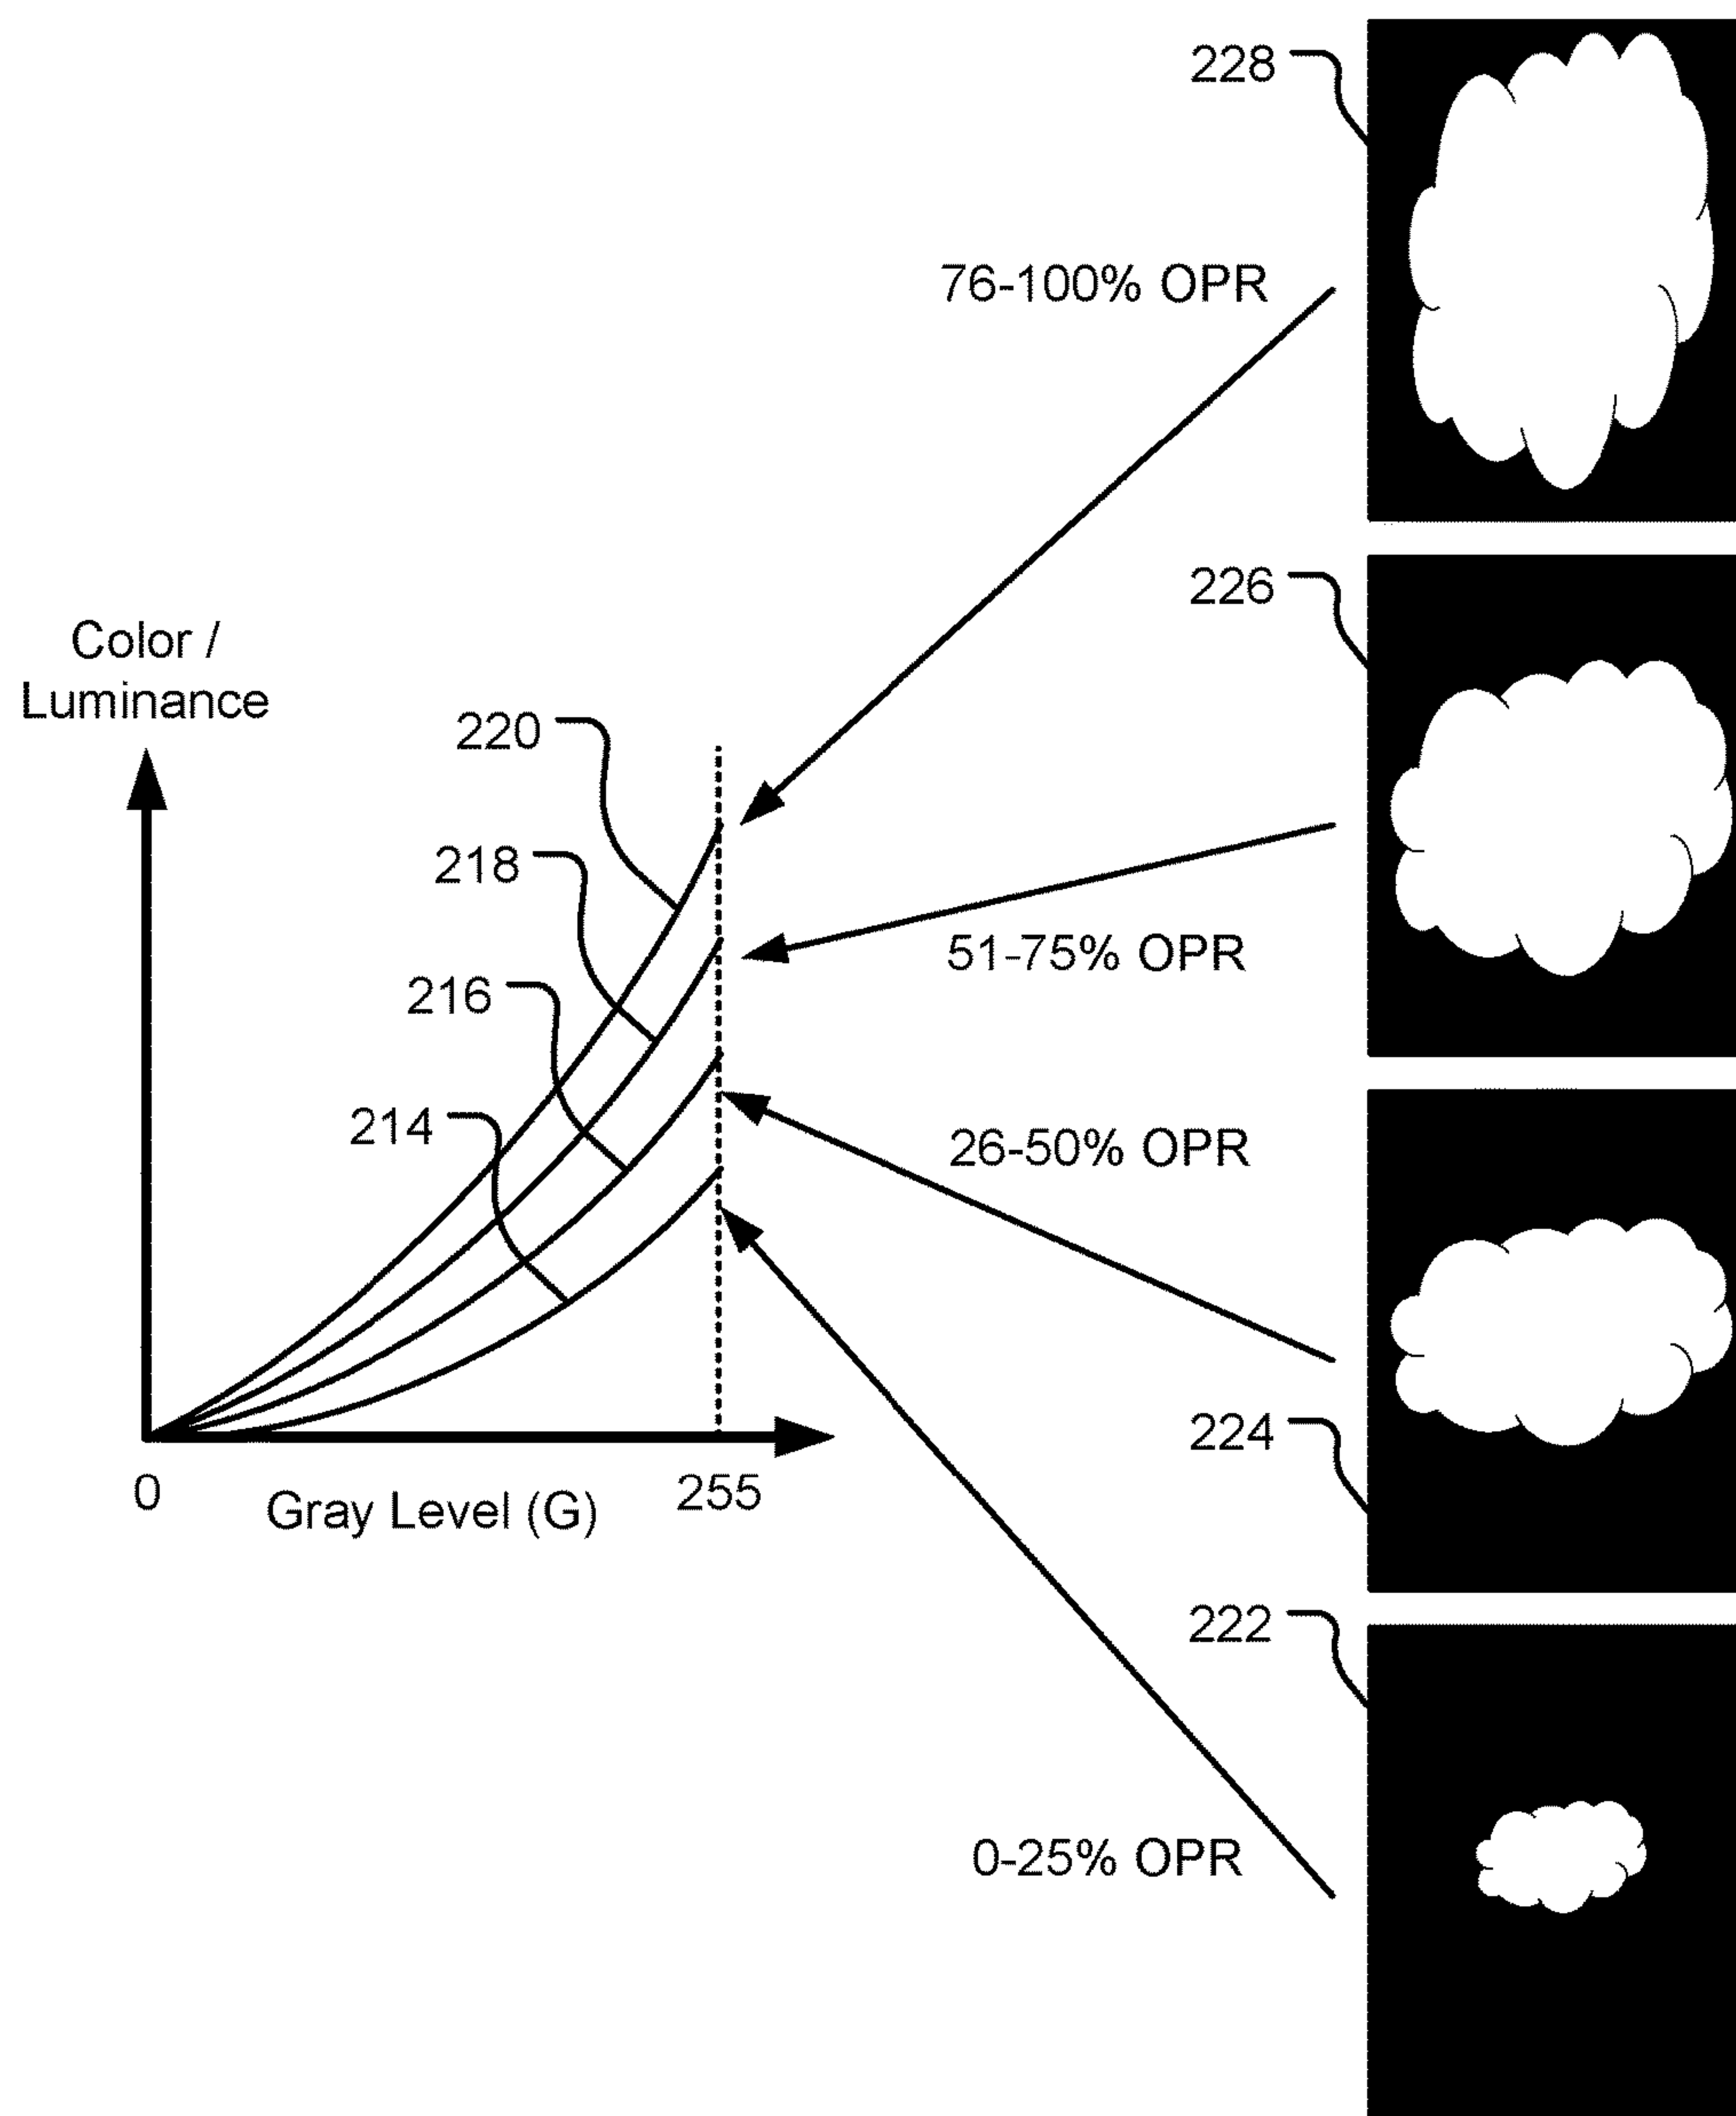 228
76-100% OPR
226
Color /
Luminance
220
218
51-75% OPR
216
214
26-50% OPR
224
0
Gray Level (G)
255
222
0-25% OPR